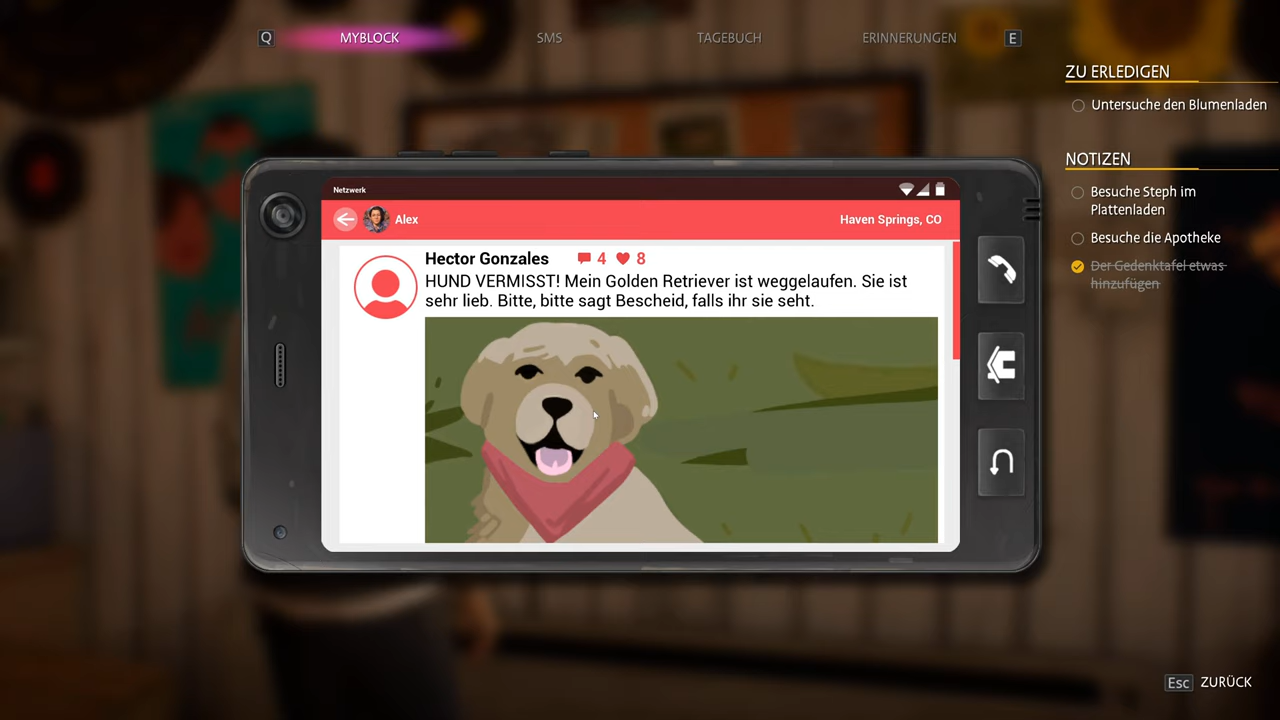 Q MYBLOCK SMS TAGEBUCH ERINNERUNGEN E
ZU ERLEDIGEN
Untersuche den Blumenladen
NOTIZEN
Besuche Steph im
Plattenladen
Besuche die Apotheke
Der Gedenktafel etwas
hinzufügen
Netzwerk
Alex Haven Springs, CO
Hector Gonzales 4 8
HUND VERMISST! Mein Golden Retriever ist weggelaufen. Sie ist
sehr lieb. Bitte, bitte sagt Bescheid, falls ihr sie seht.
Esc ZURÜCK